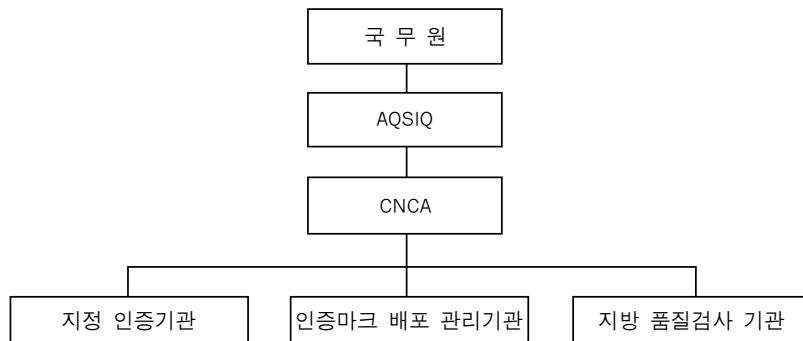 국 무 원
AQSIQ
CNCA
지정 인증기관
인증마크 배포 관리기관
지방 품질검사 기관